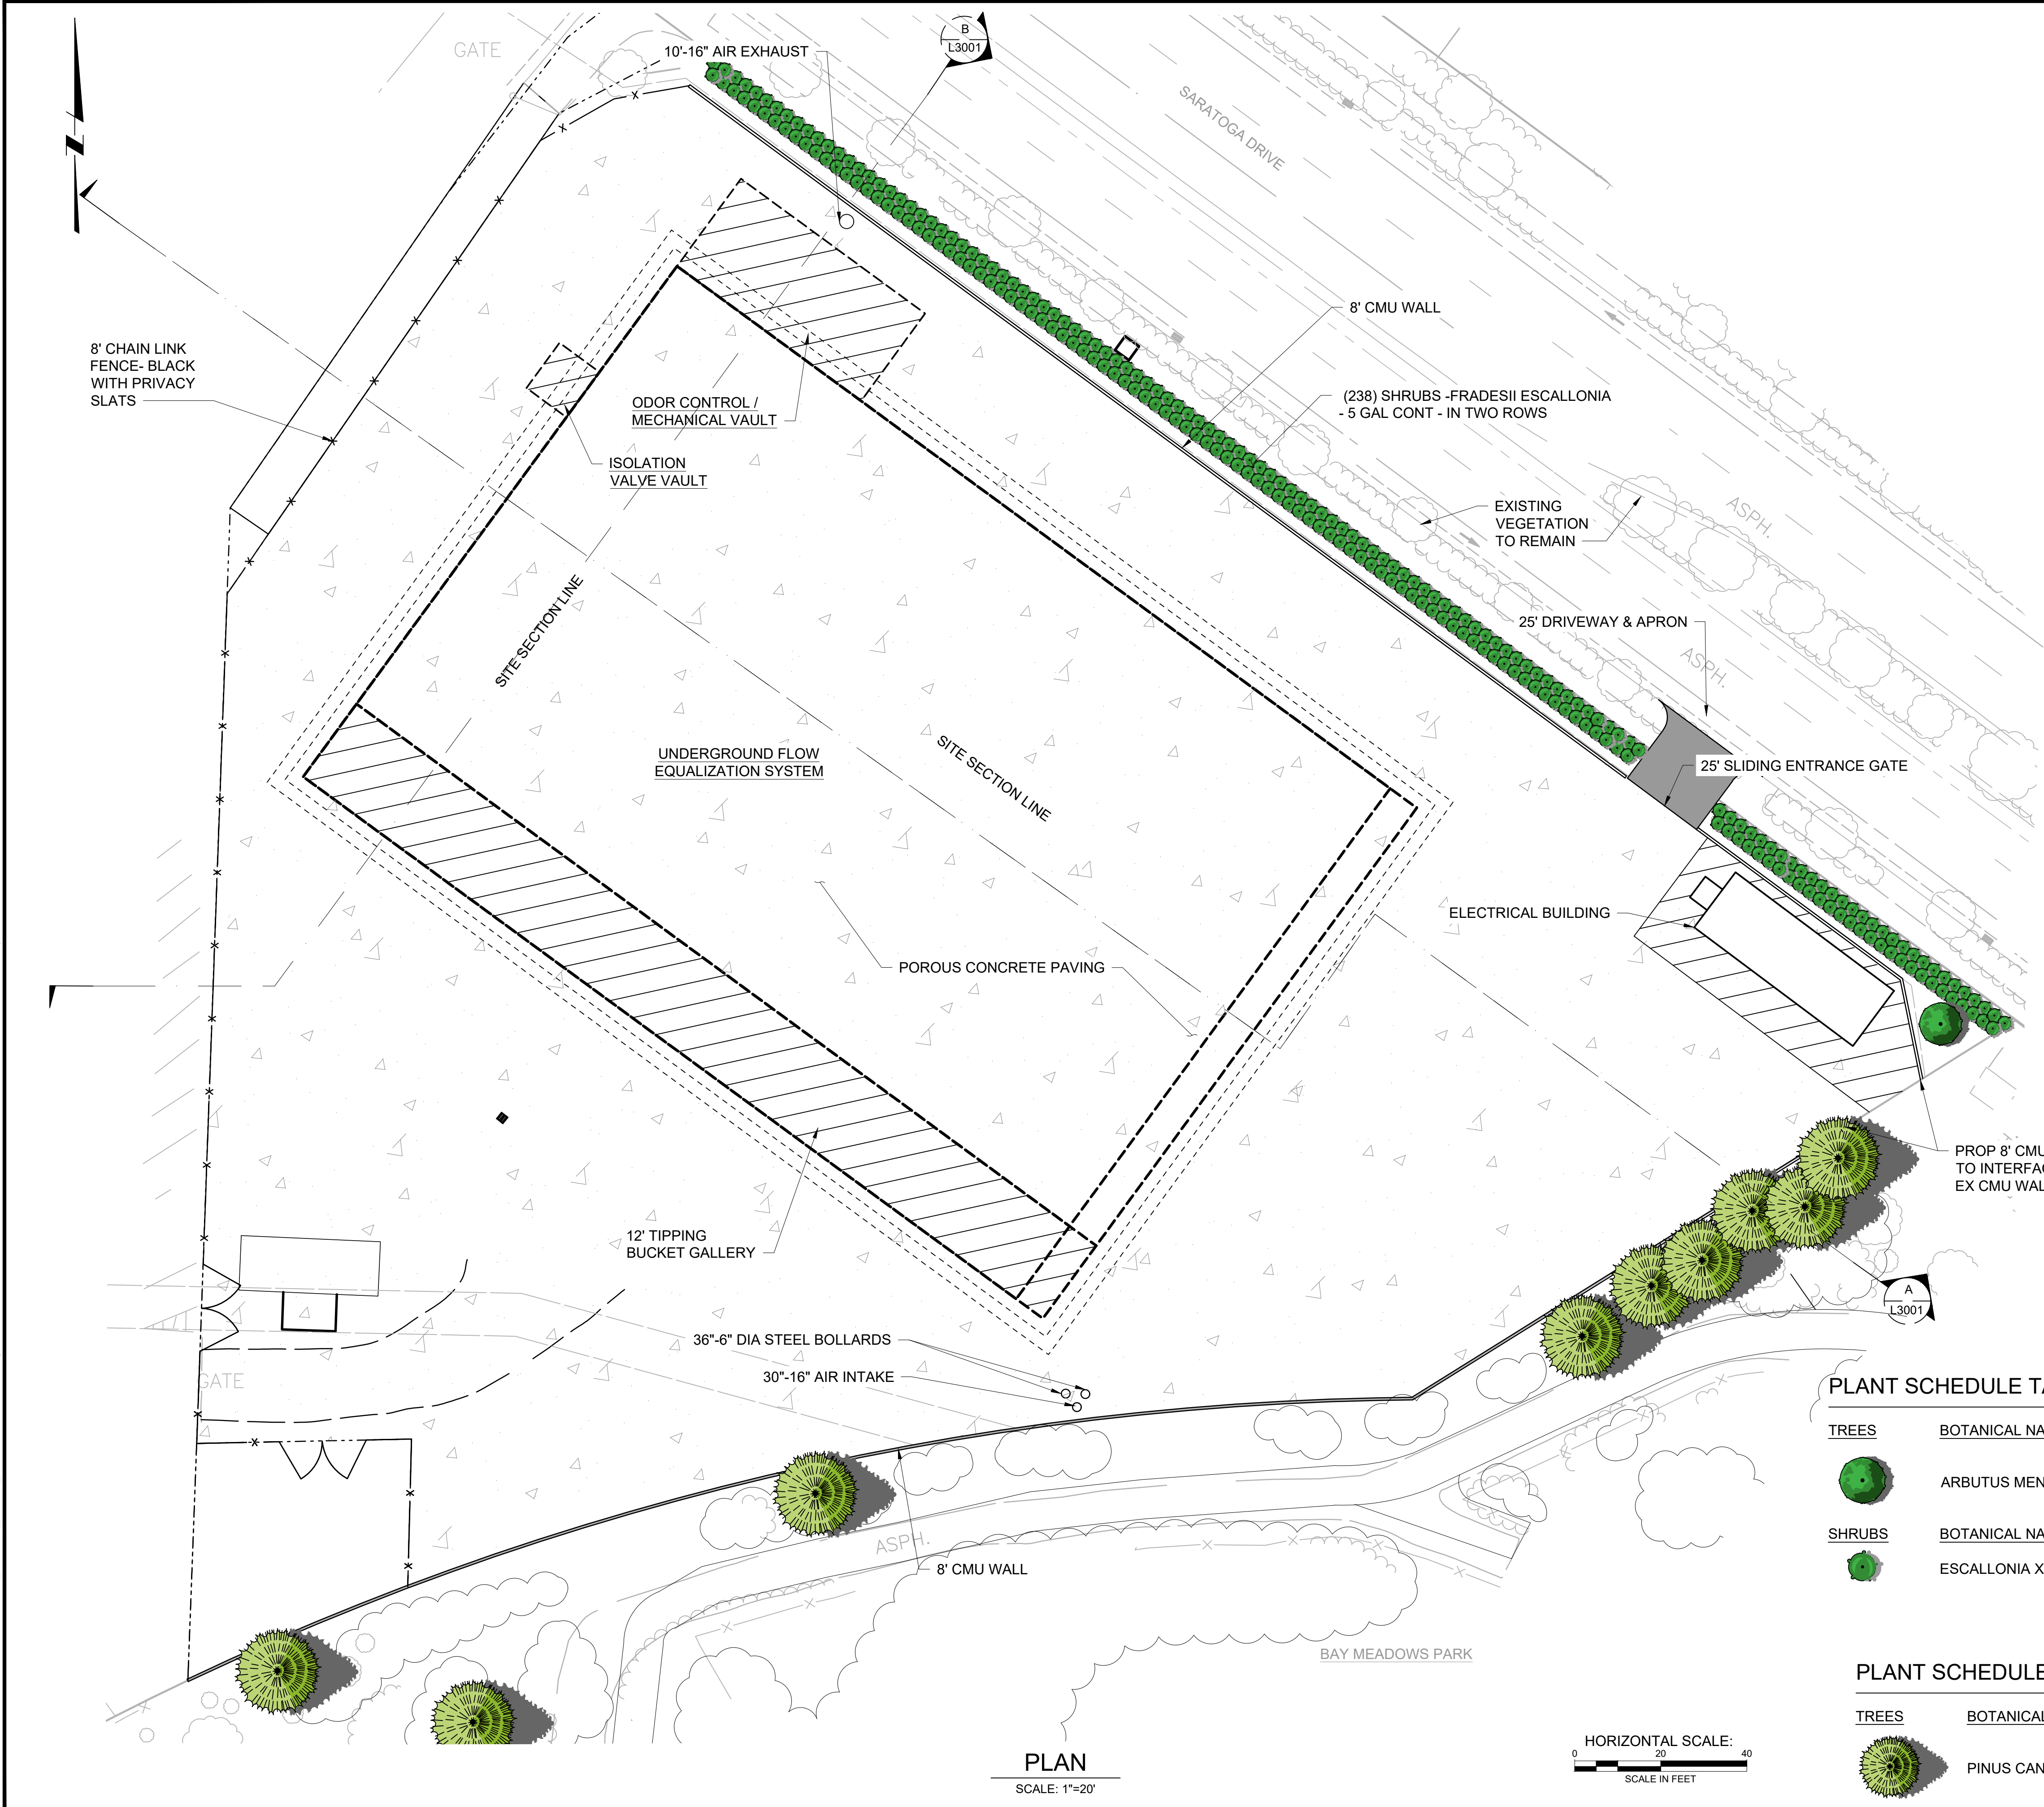 GATE
10'-16" AIR EXHAUST
B
L3001
SARATOGA DRIVE
N
8' CHAIN LINK
FENCE- BLACK
WITH PRIVACY
SLATS
8' CMU WALL
ODOR CONTROL /
MECHANICAL VAULT
(238) SHRUBS -FRADESII ESCALLONIA
- 5 GAL CONT - IN TWO ROWS
ISOLATION
VALVE VAULT
EXISTING
VEGETATION
TO REMAIN
ASPH.
SITE SECTION LINE
25' DRIVEWAY & APRON
ASPH.
UNDERGROUND FLOW
EQUALIZATION SYSTEM
SITE SECTION LINE
25' SLIDING ENTRANCE GATE
ELECTRICAL BUILDING
POROUS CONCRETE PAVING
PROP 8' CMU
TO INTERFA
EX CMU WAL
12' TIPPING
BUCKET GALLERY
A
L3001
36"-6" DIA STEEL BOLLARDS
30"-16" AIR INTAKE
GATE
ASPH.
8' CMU WALL
BAY MEADOWS PARK
PLANT SCHEDULE TA
TREES BOTANICAL NA
ARBUTUS MEN
SHRUBS BOTANICAL NA
ESCALLONIA X
PLANT SCHEDULE
TREES BOTANICAL
PINUS CAN
PLAN
SCALE: 1"=20'
HORIZONTAL SCALE:
0 20 40
SCALE IN FEET